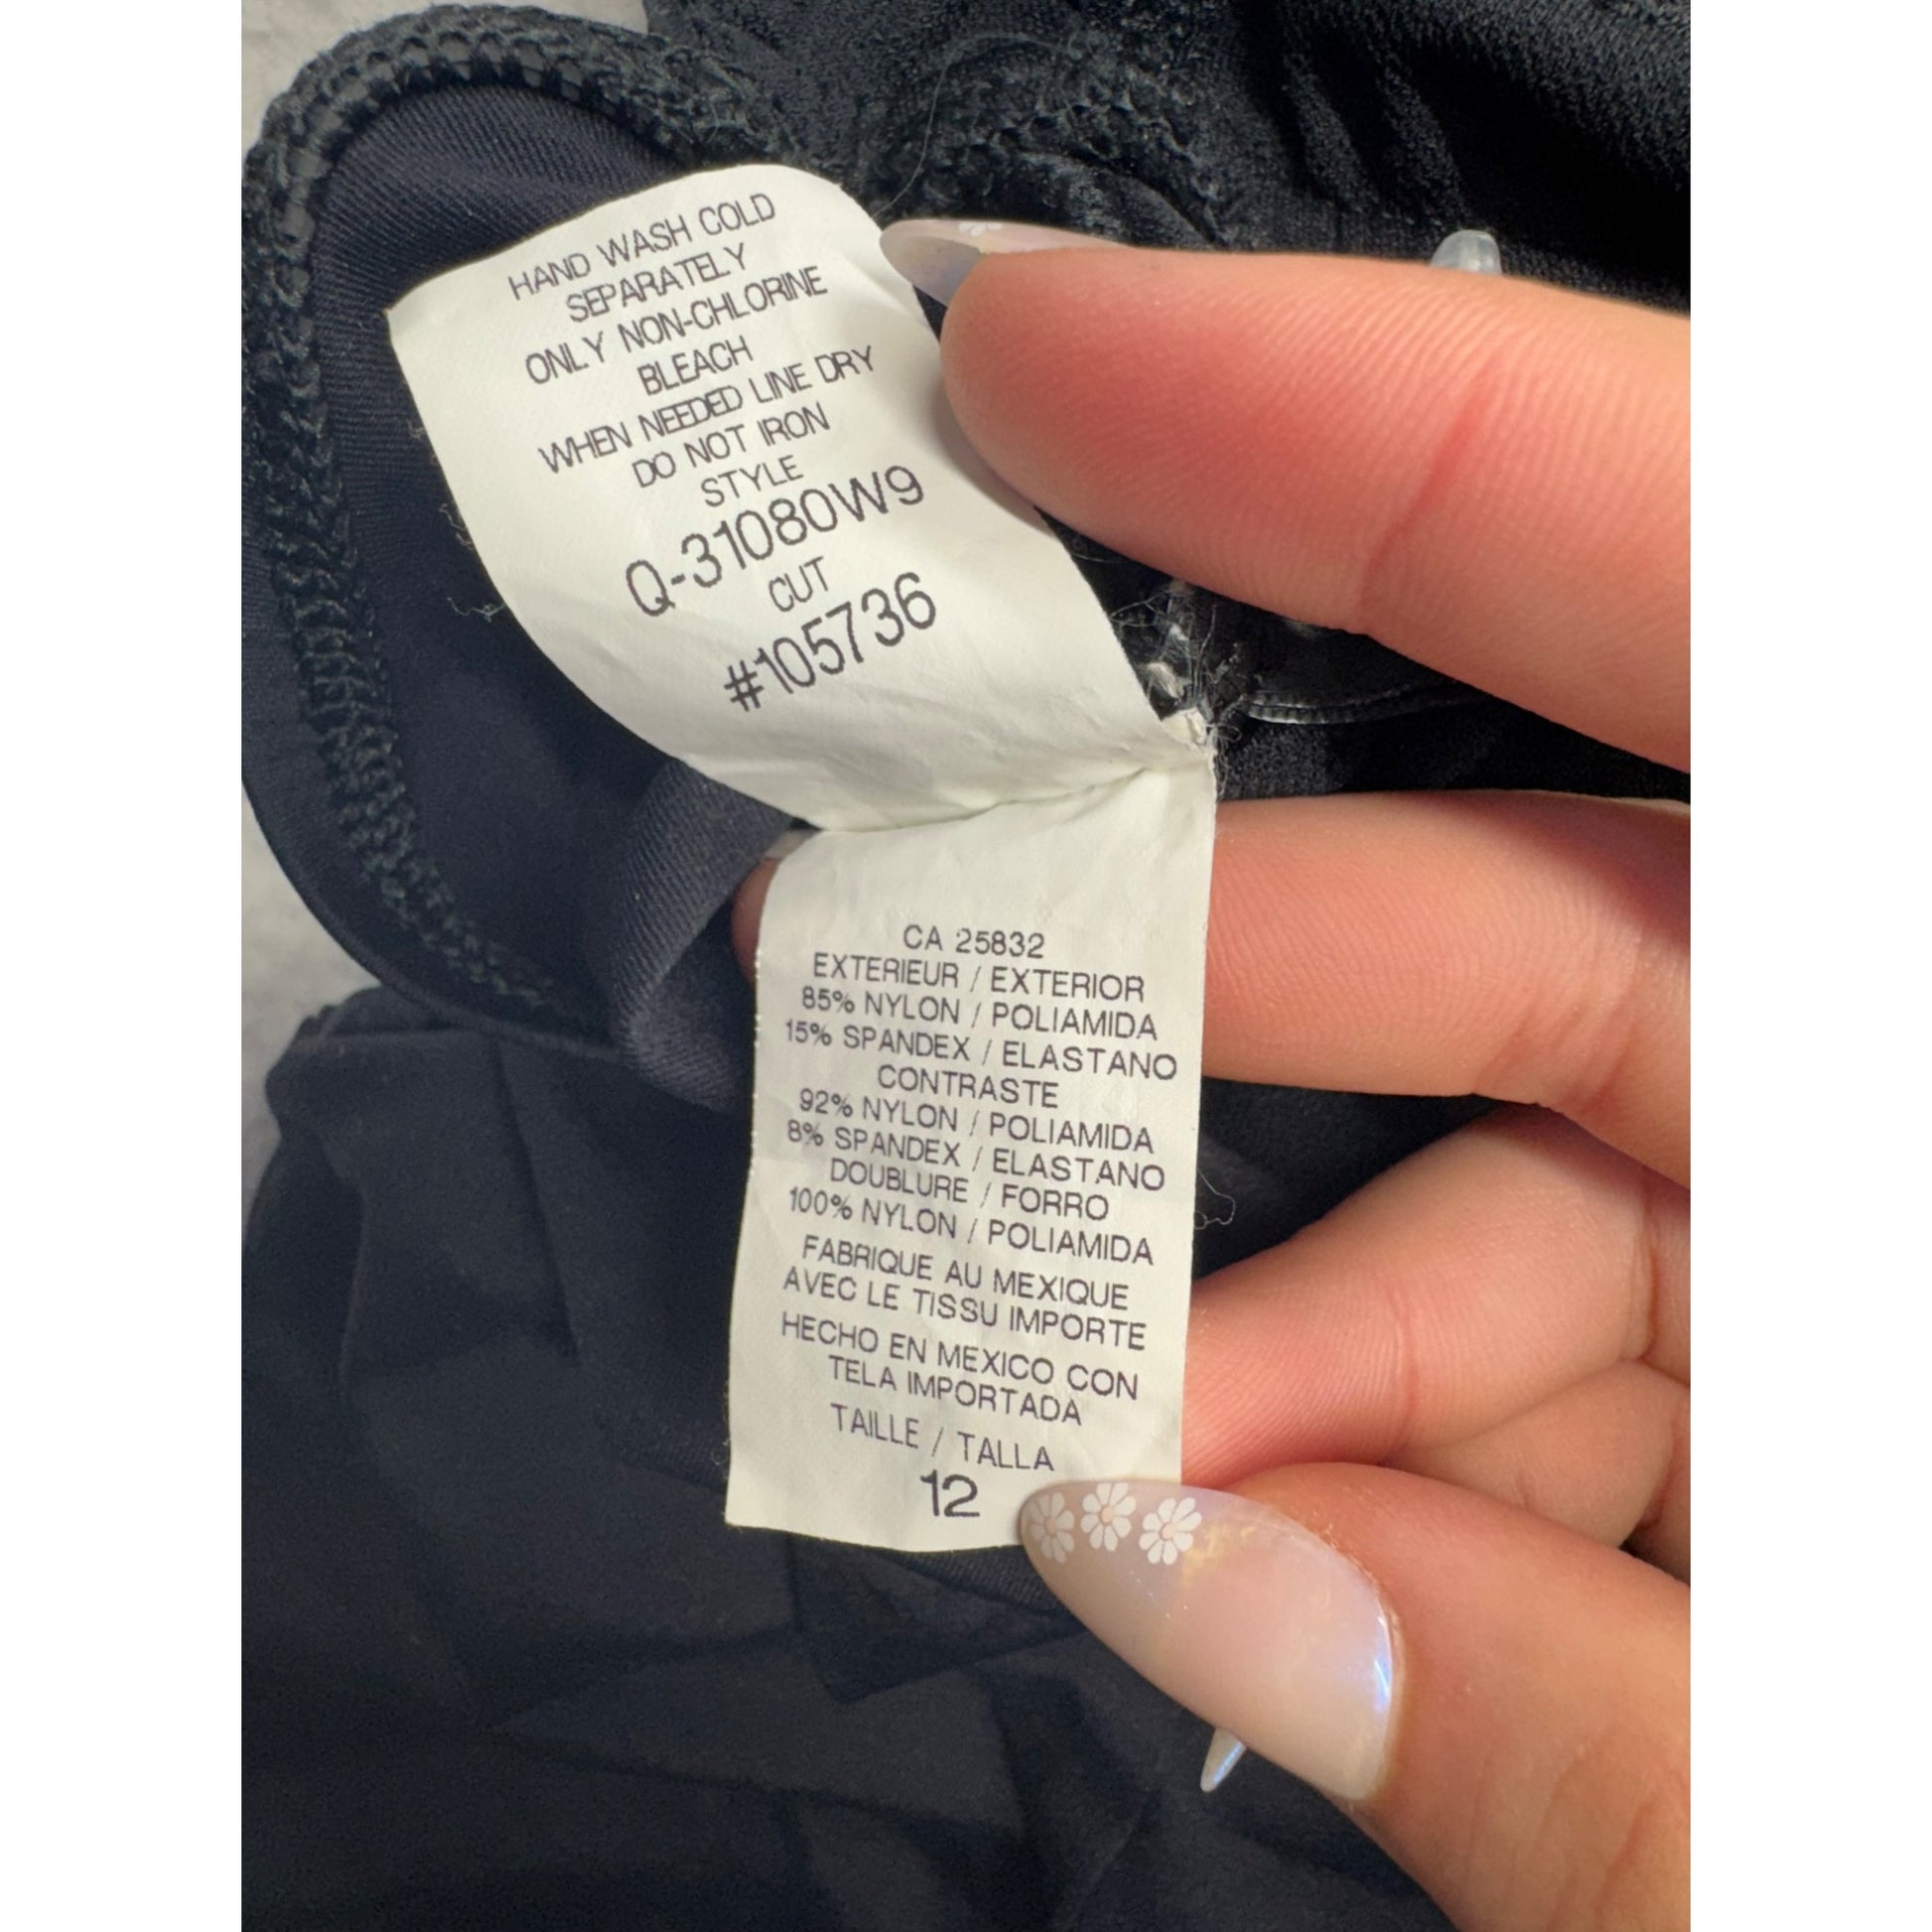 HAND WASH COLD
SEPARATELY
ONLY NON-CHLORINE
BLEACH
WHEN NEEDED LINE DRY
DO NOT IRON
STYLE
Q-31080W9
CUT
#105736
CA 25832
EXTERIEUR / EXTERIOR
85% NYLON / POLIAMIDA
15% SPANDEX / ELASTANO
CONTRASTE
92% NYLON / POLIAMIDA
8% SPANDEX / ELASTANO
DOUBLURE / FORRO
100% NYLON / POLIAMIDA
FABRIQUE AU MEXIQUE
AVEC LE TISSU IMPORTE
HECHO EN MEXICO CON
TELA IMPORTADA
TAILLE / TALLA
12